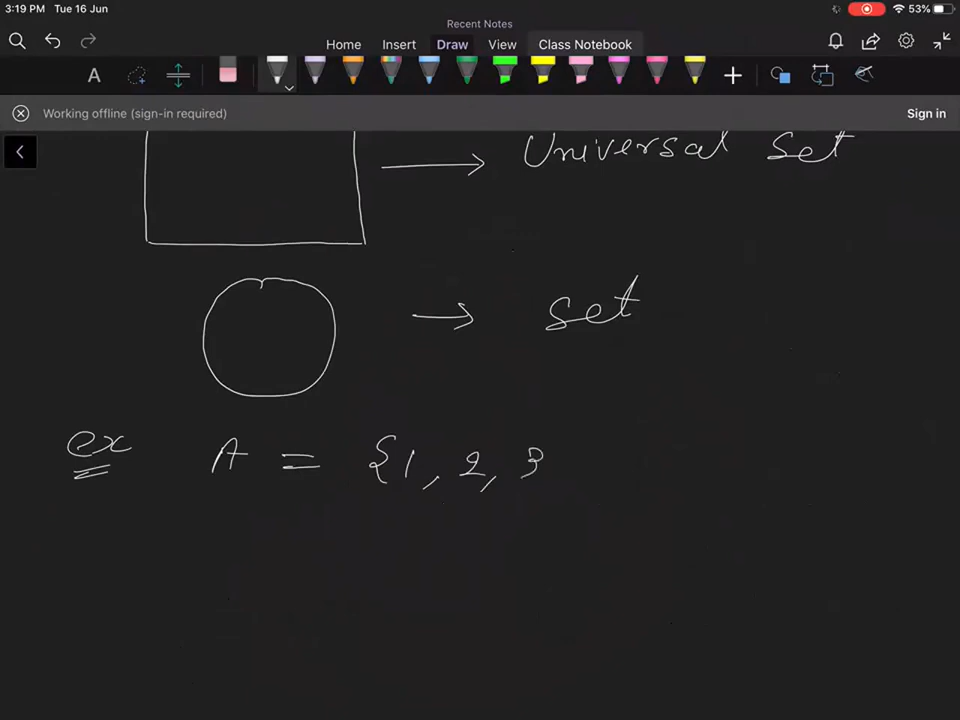 3:19 PM Tue 16 Jun
53%
Recent Notes
Home Insert Draw View Class Notebook
A
Working offline (sign-in required) Sign in
→ Universal Set
→ set
ex A = {1, 2, 3